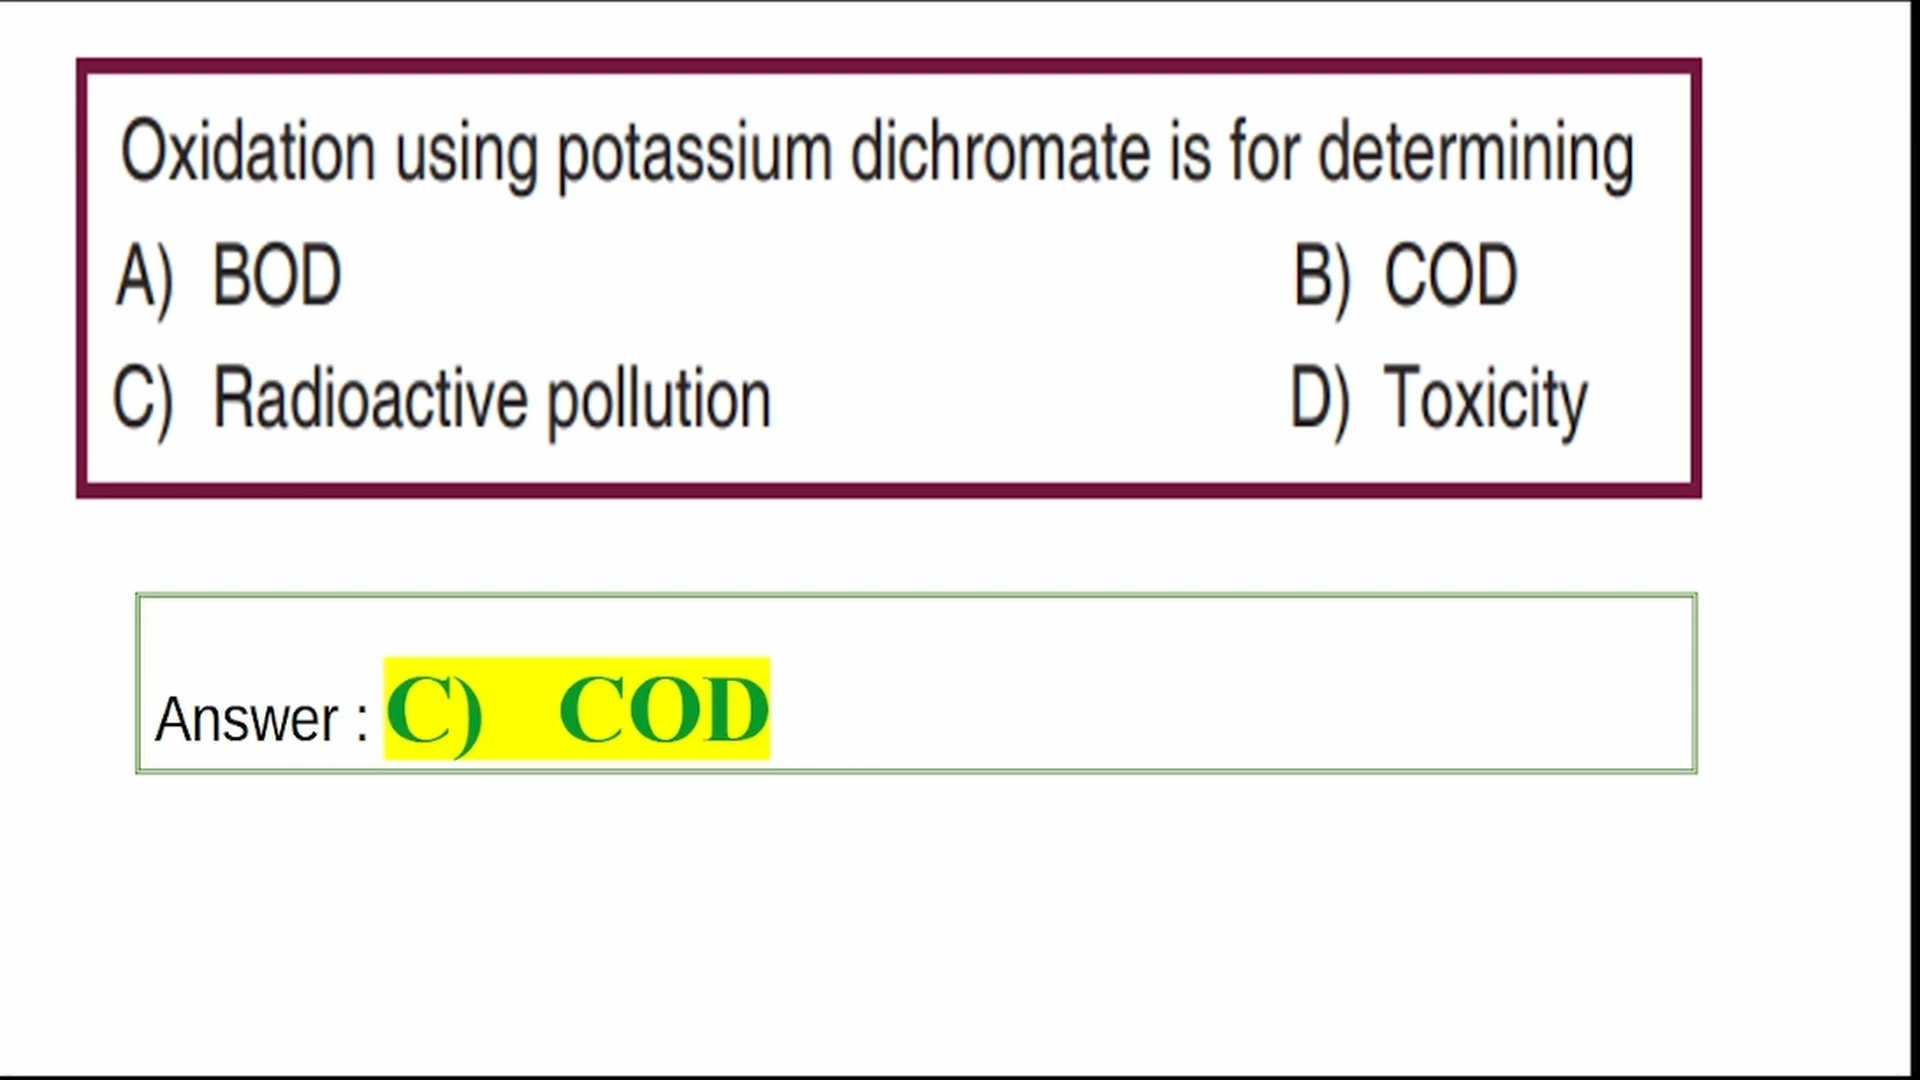 Oxidation using potassium dichromate is for determining
A) BOD B) COD
C) Radioactive pollution D) Toxicity
Answer : C) COD